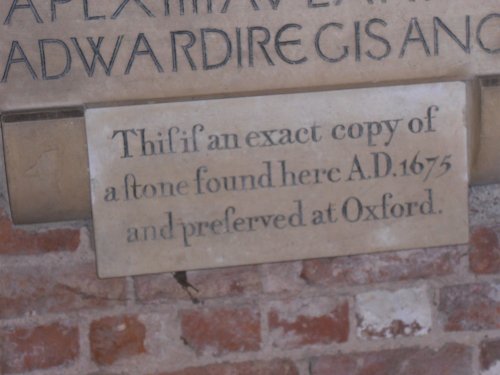 ADWARDIREGISANG
Thiſ iſ an exact copy of
a ſtone found here A.D. 1675
and preſerved at Oxford.